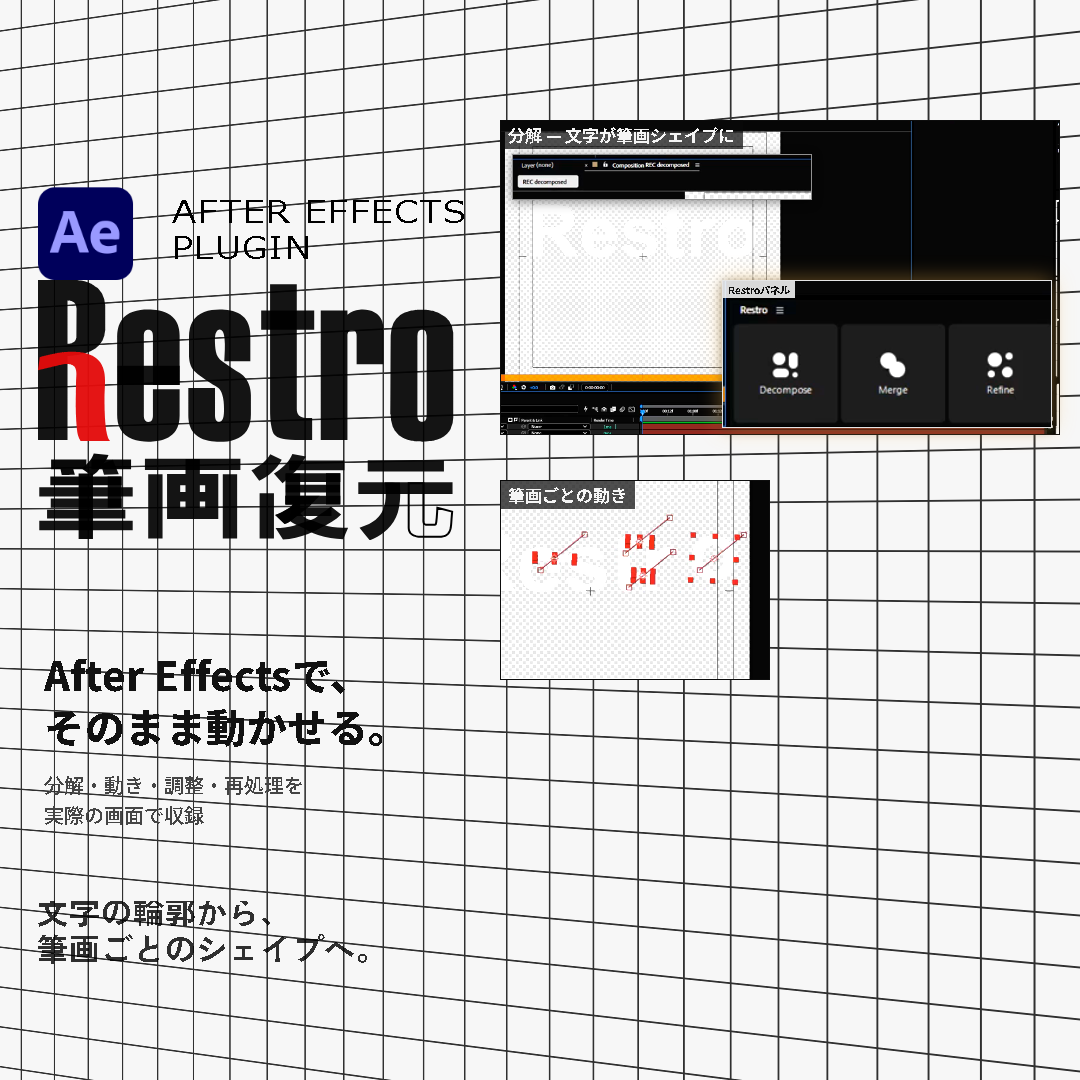 Ae
AFTER EFFECTS
PLUGIN
Restro
筆画復元
After Effectsで、
そのまま動かせる。
分解・動き・調整・再処理を
実際の画面で収録
文字の輪郭から、
筆画ごとのシェイプへ。
分解 — 文字が筆画シェイプに
Layer (none)
Composition REC decomposed
REC decomposed
Restro
Restroパネル
Restro
Decompose
Merge
Refine
筆画ごとの動き